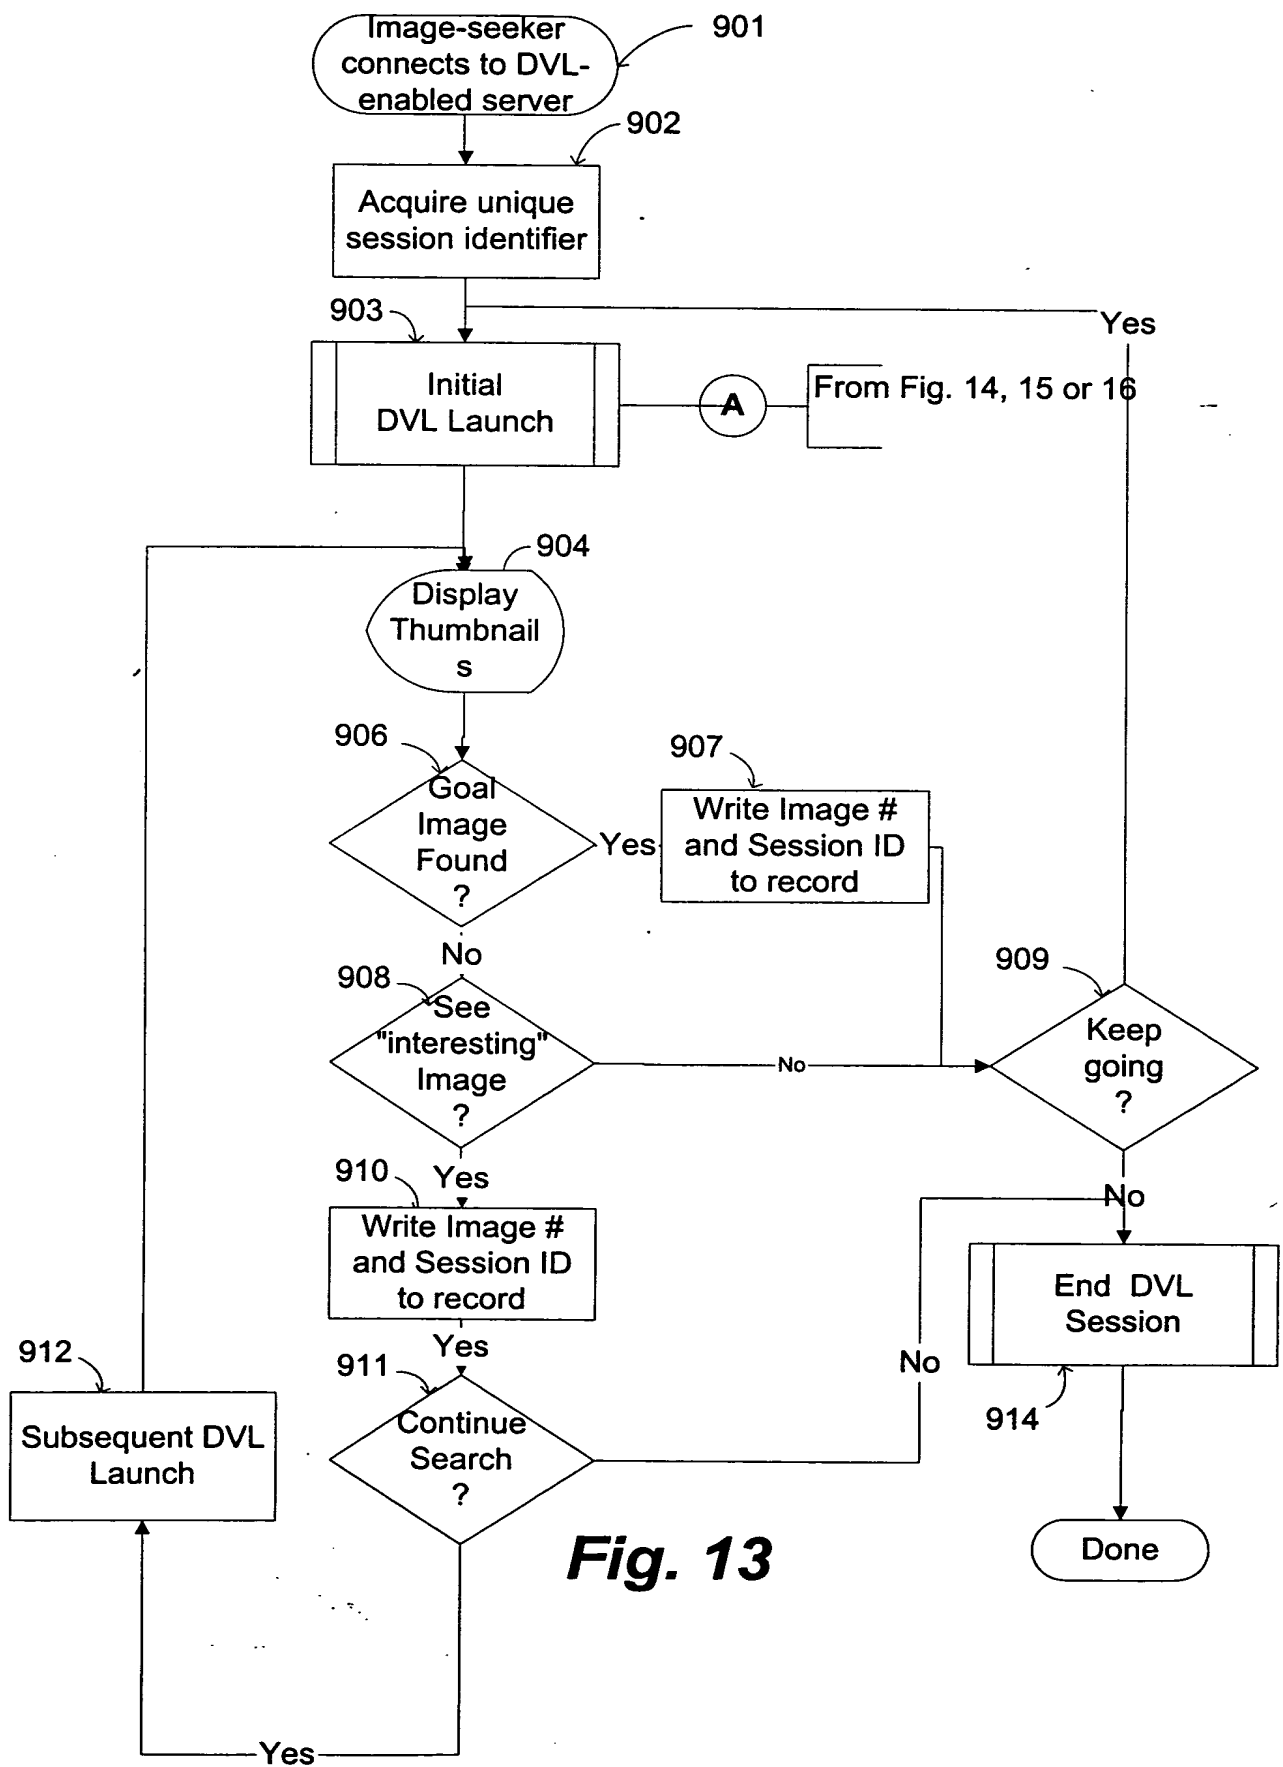 Image-seeker
connects to DVL-
enabled server
901
902
Acquire unique
session identifier
903
Yes
Initial
DVL Launch
A
From Fig. 14, 15 or 16
904
Display
Thumbnail
s
906
Goal
Image
Found
?
Yes
907
Write Image #
and Session ID
to record
No
908
See
"interesting"
Image
?
No
909
Keep
going
?
Yes
910
Write Image #
and Session ID
to record
No
End DVL
Session
914
Yes
911
Continue
Search
?
No
912
Subsequent DVL
Launch
Done
Fig. 13
Yes